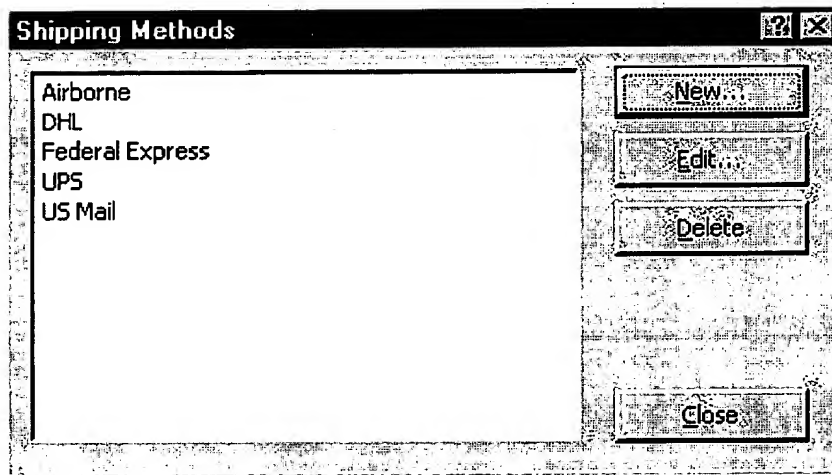 Shipping Methods
Airborne
DHL
Federal Express
UPS
US Mail
New...
Edit...
Delete
Close